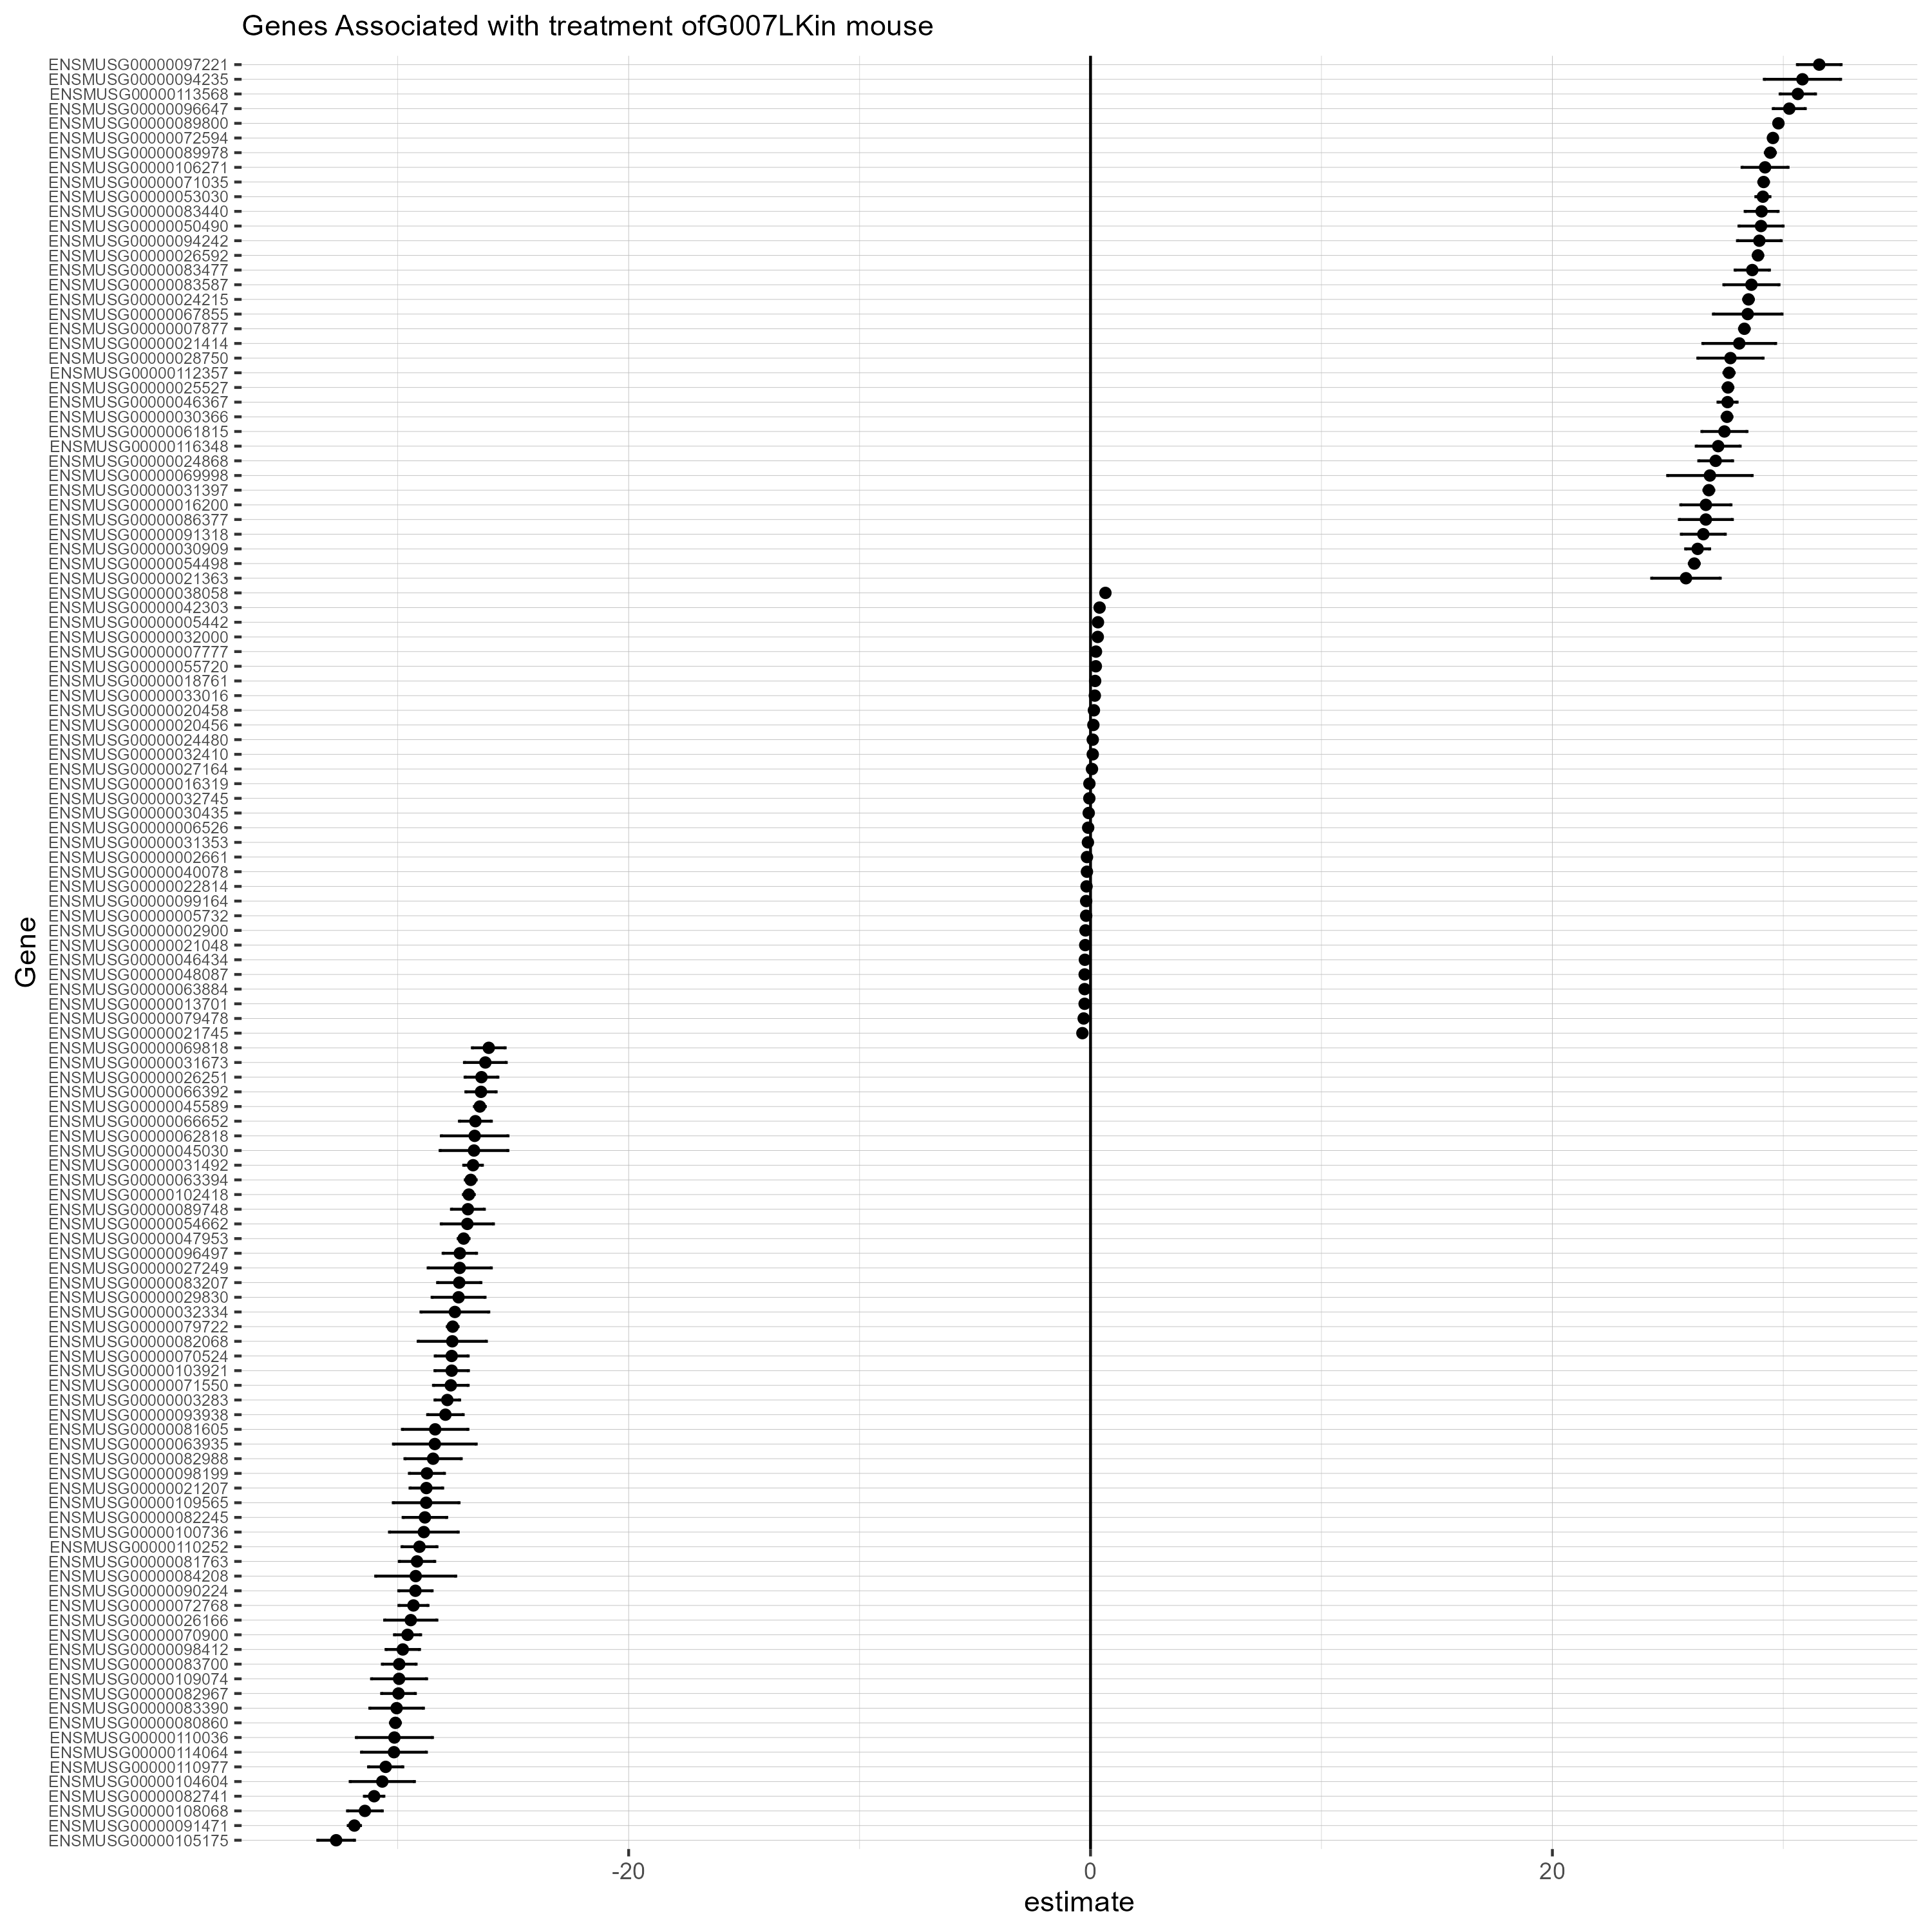 Genes Associated with treatment ofG007LKin mouse
ENSMUSG00000097221
ENSMUSG00000094235
ENSMUSG00000113568
ENSMUSG00000096647
ENSMUSG00000089800
ENSMUSG00000072594
ENSMUSG00000089978
ENSMUSG00000106271
ENSMUSG00000071035
ENSMUSG00000053030
ENSMUSG00000083440
ENSMUSG00000050490
ENSMUSG00000094242
ENSMUSG00000026592
ENSMUSG00000083477
ENSMUSG00000083587
ENSMUSG00000024215
ENSMUSG00000067855
ENSMUSG00000007877
ENSMUSG00000021414
ENSMUSG00000028750
ENSMUSG00000112357
ENSMUSG00000025527
ENSMUSG00000046367
ENSMUSG00000030366
ENSMUSG00000061815
ENSMUSG00000116348
ENSMUSG00000024868
ENSMUSG00000069998
ENSMUSG00000031397
ENSMUSG00000016200
ENSMUSG00000086377
ENSMUSG00000091318
ENSMUSG00000030909
ENSMUSG00000054498
ENSMUSG00000021363
ENSMUSG00000038058
ENSMUSG00000042303
ENSMUSG00000005442
ENSMUSG00000032000
ENSMUSG00000007777
ENSMUSG00000055720
ENSMUSG00000018761
ENSMUSG00000033016
ENSMUSG00000020458
ENSMUSG00000020456
ENSMUSG00000024480
ENSMUSG00000032410
ENSMUSG00000027164
ENSMUSG00000016319
ENSMUSG00000032745
ENSMUSG00000030435
ENSMUSG00000006526
ENSMUSG00000031353
ENSMUSG00000002661
ENSMUSG00000040078
ENSMUSG00000022814
ENSMUSG00000099164
ENSMUSG00000005732
ENSMUSG00000002900
ENSMUSG00000021048
ENSMUSG00000046434
ENSMUSG00000048087
ENSMUSG00000063884
ENSMUSG00000013701
ENSMUSG00000079478
ENSMUSG00000021745
ENSMUSG00000069818
ENSMUSG00000031673
ENSMUSG00000026251
ENSMUSG00000066392
ENSMUSG00000045589
ENSMUSG00000066652
ENSMUSG00000062818
ENSMUSG00000045030
ENSMUSG00000031492
ENSMUSG00000063394
ENSMUSG00000102418
ENSMUSG00000089748
ENSMUSG00000054662
ENSMUSG00000047953
ENSMUSG00000096497
ENSMUSG00000027249
ENSMUSG00000083207
ENSMUSG00000029830
ENSMUSG00000032334
ENSMUSG00000079722
ENSMUSG00000082068
ENSMUSG00000070524
ENSMUSG00000103921
ENSMUSG00000071550
ENSMUSG00000003283
ENSMUSG00000093938
ENSMUSG00000081605
ENSMUSG00000063935
ENSMUSG00000082988
ENSMUSG00000098199
ENSMUSG00000021207
ENSMUSG00000109565
ENSMUSG00000082245
ENSMUSG00000100736
ENSMUSG00000110252
ENSMUSG00000081763
ENSMUSG00000084208
ENSMUSG00000090224
ENSMUSG00000072768
ENSMUSG00000026166
ENSMUSG00000070900
ENSMUSG00000098412
ENSMUSG00000083700
ENSMUSG00000109074
ENSMUSG00000082967
ENSMUSG00000083390
ENSMUSG00000080860
ENSMUSG00000110036
ENSMUSG00000114064
ENSMUSG00000110977
ENSMUSG00000104604
ENSMUSG00000082741
ENSMUSG00000108068
ENSMUSG00000091471
ENSMUSG00000105175
Gene
-20 0 20
estimate